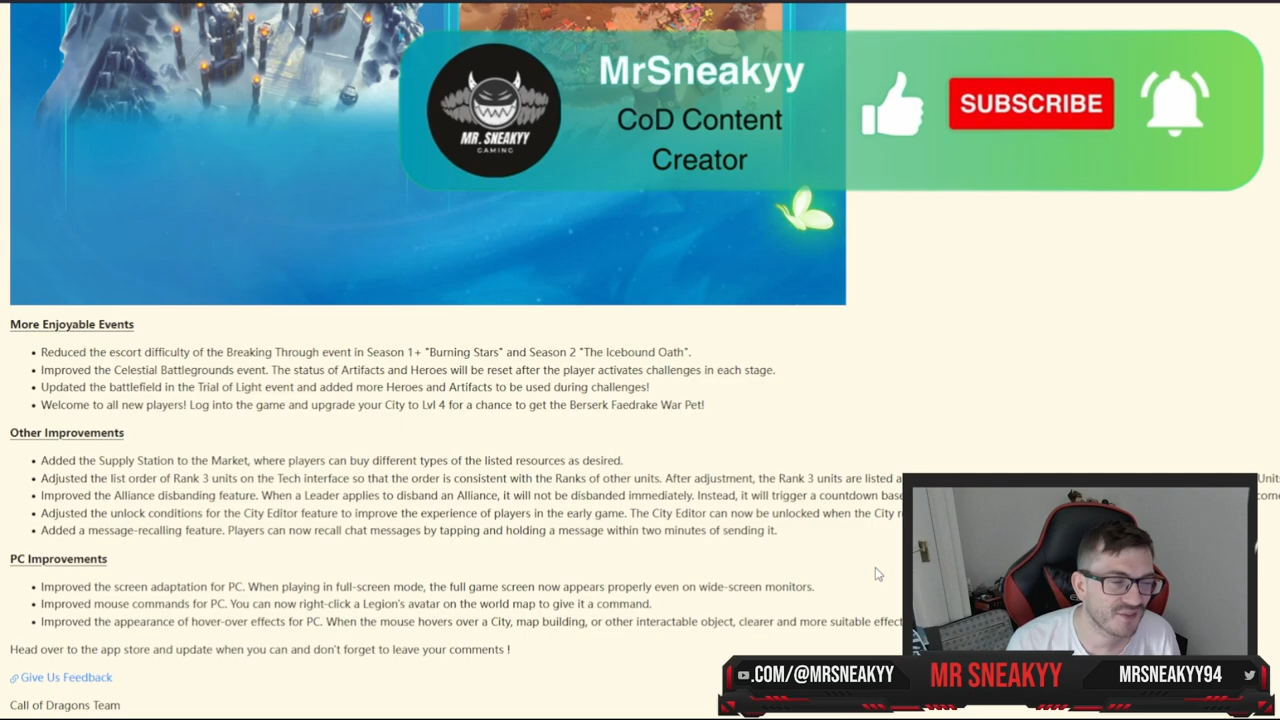 MR. SNEAKYY
GAMING
MrSneakyy
CoD Content
Creator
SUBSCRIBE
More Enjoyable Events
• Reduced the escort difficulty of the Breaking Through event in Season 1+ "Burning Stars" and Season 2 "The Icebound Oath".
• Improved the Celestial Battlegrounds event. The status of Artifacts and Heroes will be reset after the player activates challenges in each stage.
• Updated the battlefield in the Trial of Light event and added more Heroes and Artifacts to be used during challenges!
• Welcome to all new players! Log into the game and upgrade your City to Lvl 4 for a chance to get the Berserk Faedrake War Pet!
Other Improvements
• Added the Supply Station to the Market, where players can buy different types of the listed resources as desired.
• Adjusted the list order of Rank 3 units on the Tech interface so that the order is consistent with the Ranks of other units. After adjustment, the Rank 3 units are listed
• Improved the Alliance disbanding feature. When a Leader applies to disband an Alliance, it will not be disbanded immediately. Instead, it will trigger a countdown
• Adjusted the unlock conditions for the City Editor feature to improve the experience of players in the early game. The City Editor can now be unlocked when the City
• Added a message-recalling feature. Players can now recall chat messages by tapping and holding a message within two minutes of sending it.
PC Improvements
• Improved the screen adaptation for PC. When playing in full-screen mode, the full game screen now appears properly even on wide-screen monitors.
• Improved mouse commands for PC. You can now right-click a Legion's avatar on the world map to give it a command.
• Improved the appearance of hover-over effects for PC. When the mouse hovers over a City, map building, or other interactable object, clearer and more suitable
Head over to the app store and update when you can and don't forget to leave your comments !
Give Us Feedback
Call of Dragons Team
.COM/@MRSNEAKYY
MR SNEAKYY
MRSNEAKYY94